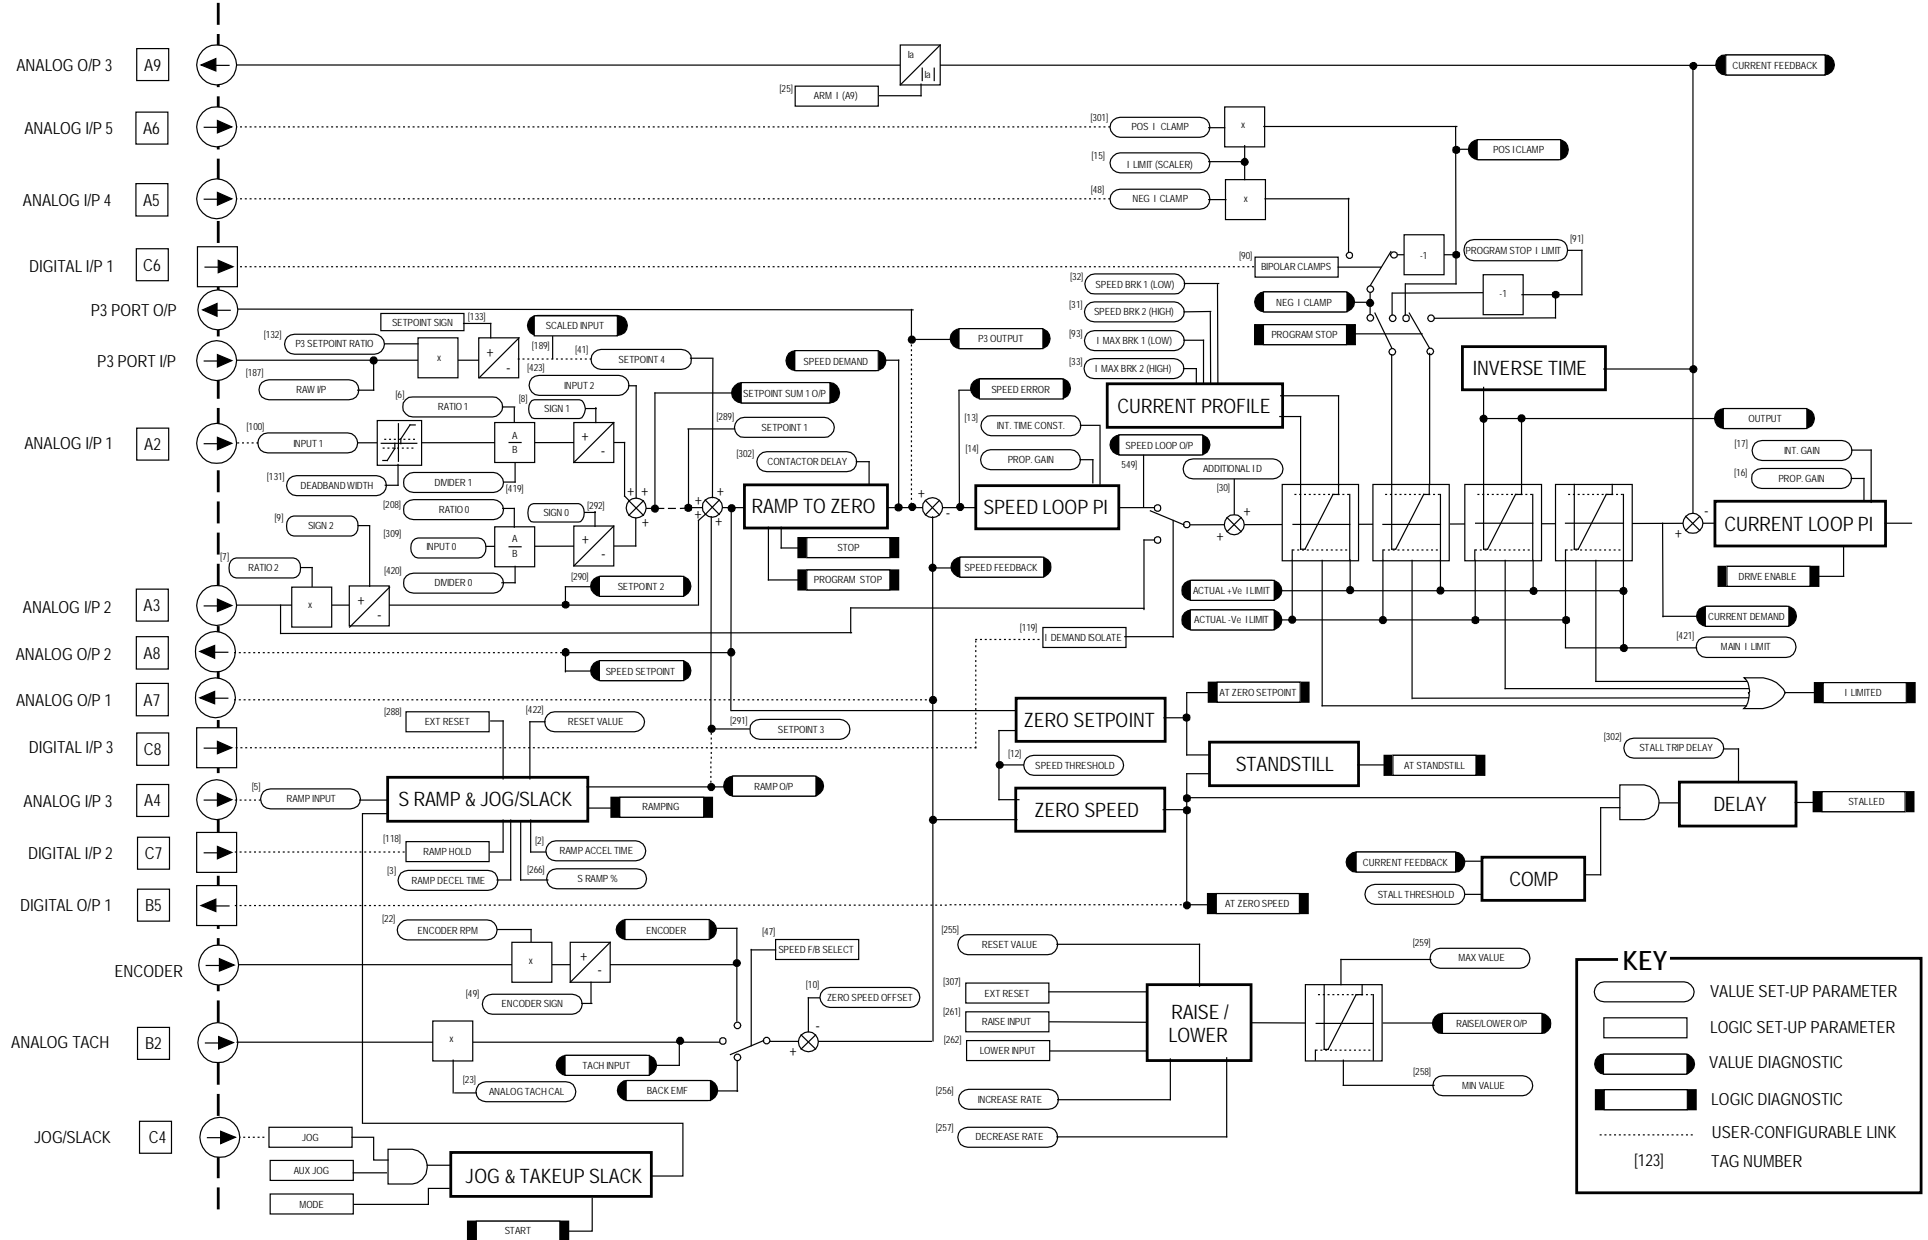 ANALOG O/P 3
A9
Ia
|Ia|
CURRENT FEEDBACK
[25]
ARM I (A9)
ANALOG I/P 5
A6
[301]
POS I CLAMP
x
POS I CLAMP
[15]
I LIMIT (SCALER)
ANALOG I/P 4
A5
[48]
NEG I CLAMP
x
DIGITAL I/P 1
C6
[90]
BIPOLAR CLAMPS
-1
PROGRAM STOP I LIMIT
[91]
-1
NEG I CLAMP
PROGRAM STOP
P3 PORT O/P
[32]
SPEED BRK 1 (LOW)
[31]
SPEED BRK 2 (HIGH)
[93]
I MAX BRK 1 (LOW)
[33]
I MAX BRK 2 (HIGH)
CURRENT PROFILE
INVERSE TIME
P3 PORT I/P
[132]
P3 SETPOINT RATIO
SETPOINT SIGN
[133]
x
+
-
SCALED INPUT
[189]
[41]
SETPOINT 4
[187]
RAW I/P
P3 OUTPUT
SPEED DEMAND
SPEED ERROR
[423]
INPUT 2
SETPOINT SUM 1 O/P
[289]
SETPOINT 1
[6]
RATIO 1
[8]
SIGN 1
ANALOG I/P 1
A2
[100]
INPUT 1
A
B
+
-
[131]
DEADBAND WIDTH
DIVIDER 1
[419]
[302]
CONTACTOR DELAY
[13]
INT. TIME CONST.
[14]
PROP. GAIN
SPEED LOOP O/P
549]
ADDITIONAL ID
[30]
OUTPUT
[17]
INT. GAIN
[16]
PROP. GAIN
[208]
RATIO 0
SIGN 0
[292]
[9]
SIGN 2
[309]
INPUT 0
A
B
+
-
[420]
DIVIDER 0
+
+
+
+
+
+
+
RAMP TO ZERO
STOP
PROGRAM STOP
+
-
SPEED LOOP PI
SPEED FEEDBACK
+
+
-
CURRENT LOOP PI
DRIVE ENABLE
[7]
RATIO 2
[290]
SETPOINT 2
ANALOG I/P 2
A3
x
+
-
ACTUAL +Ve I LIMIT
ACTUAL -Ve I LIMIT
CURRENT DEMAND
[421]
MAIN I LIMIT
[119]
I DEMAND ISOLATE
ANALOG O/P 2
A8
SPEED SETPOINT
ANALOG O/P 1
A7
AT ZERO SETPOINT
I LIMITED
[288]
EXT RESET
[422]
RESET VALUE
[291]
SETPOINT 3
ZERO SETPOINT
DIGITAL I/P 3
C8
[12]
SPEED THRESHOLD
STANDSTILL
AT STANDSTILL
[302]
STALL TRIP DELAY
ANALOG I/P 3
A4
[5]
RAMP INPUT
S RAMP & JOG/SLACK
RAMP O/P
RAMPING
ZERO SPEED
DELAY
STALLED
DIGITAL I/P 2
C7
[118]
RAMP HOLD
[2]
RAMP ACCEL TIME
[3]
RAMP DECEL TIME
[266]
S RAMP %
CURRENT FEEDBACK
STALL THRESHOLD
COMP
DIGITAL O/P 1
B5
AT ZERO SPEED
[22]
ENCODER RPM
ENCODER
[47]
SPEED F/B SELECT
ENCODER
x
+
-
[49]
ENCODER SIGN
[10]
ZERO SPEED OFFSET
-
+
ANALOG TACH
B2
x
TACH INPUT
BACK EMF
[23]
ANALOG TACH CAL
[255]
RESET VALUE
[307]
EXT RESET
[261]
RAISE INPUT
[262]
LOWER INPUT
RAISE /
LOWER
[256]
INCREASE RATE
[257]
DECREASE RATE
[259]
MAX VALUE
RAISE/LOWER O/P
[258]
MIN VALUE
JOG/SLACK
C4
JOG
AUX JOG
MODE
JOG & TAKEUP SLACK
START
KEY
VALUE SET-UP PARAMETER
LOGIC SET-UP PARAMETER
VALUE DIAGNOSTIC
LOGIC DIAGNOSTIC
USER-CONFIGURABLE LINK
[123]
TAG NUMBER